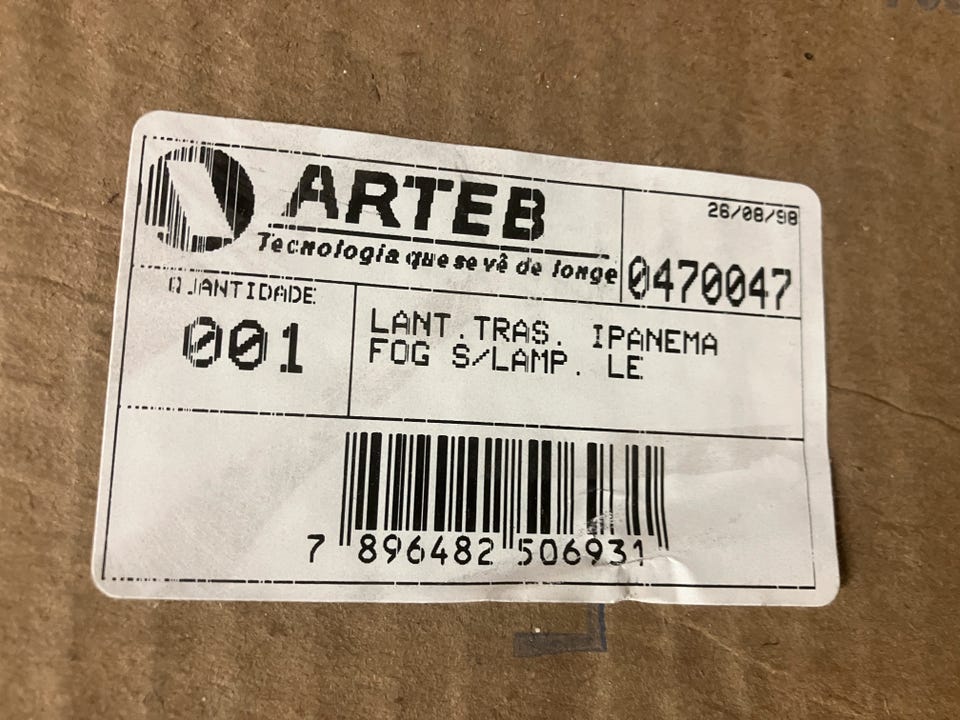 ARTEB
Tecnologia que se vê de longe
26/08/98
0470047
QUANTIDADE
001
LANT.TRAS. IPANEMA
FOG S/LAMP. LE
7 896482 506931